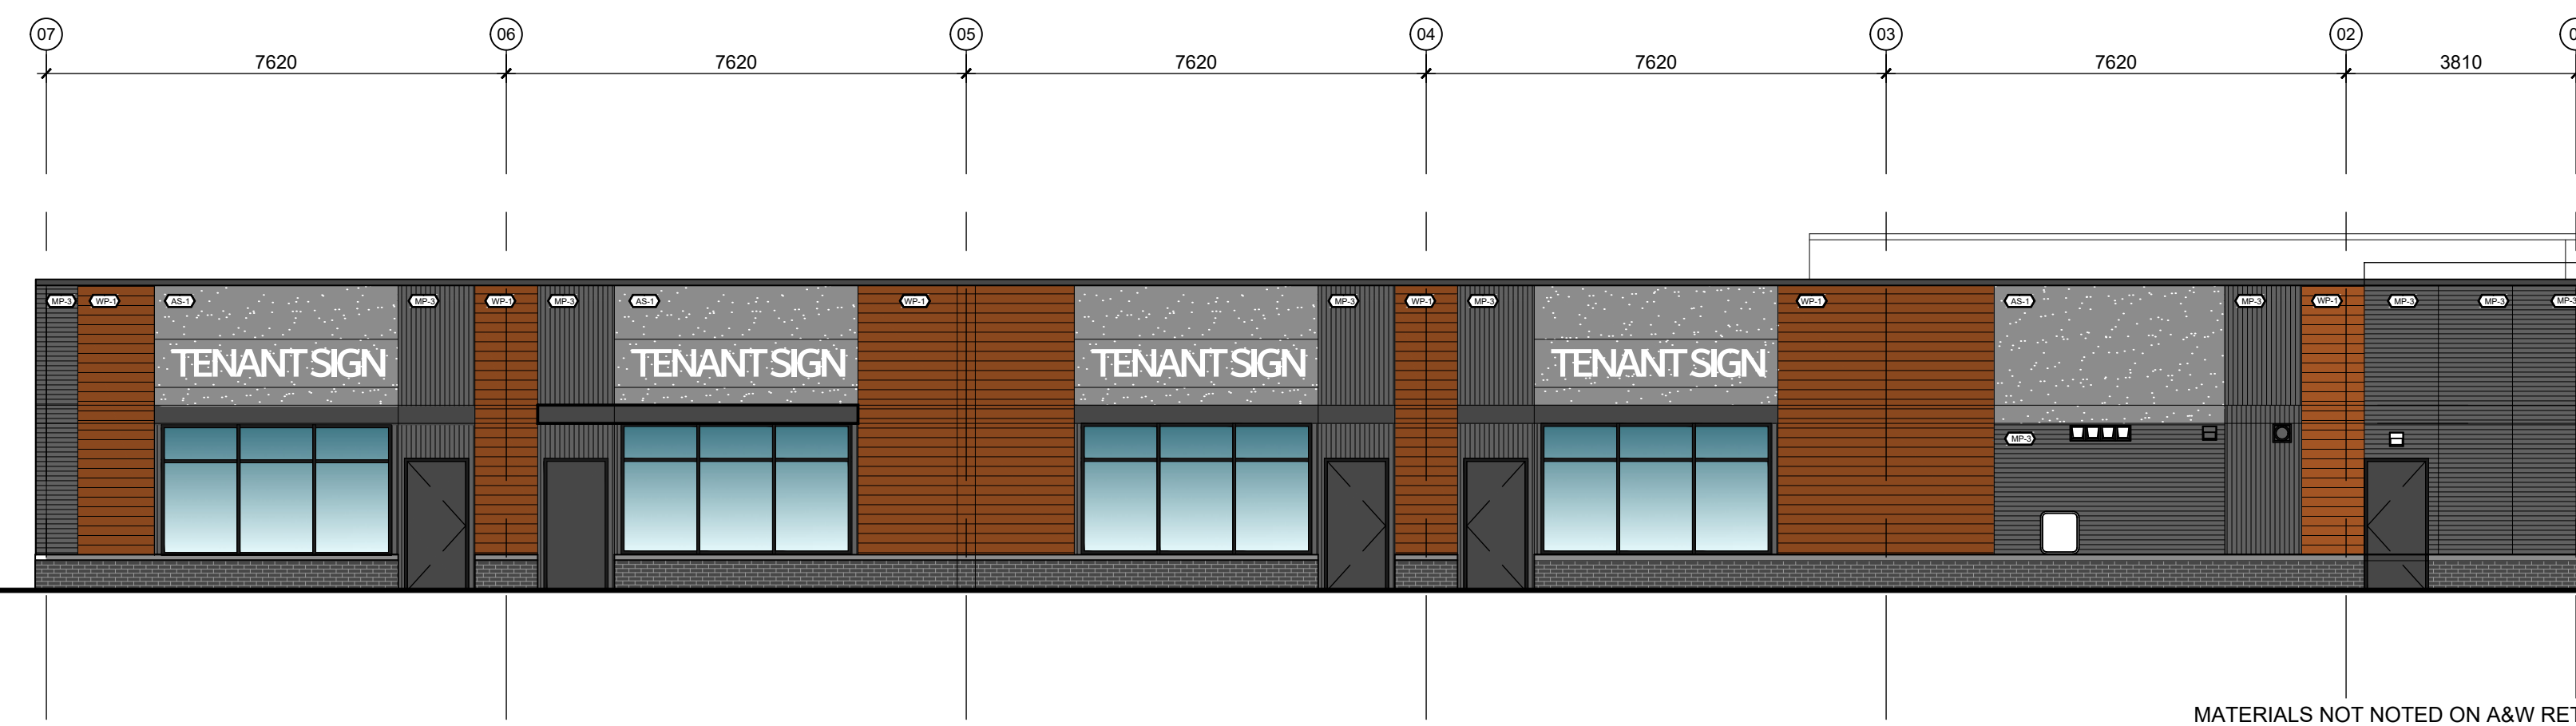 07 06 05 04 03 02
7620 7620 7620 7620 7620 3810
MP-3 WP-1 AS-1 MP-3 WP-1 MP-3 AS-1 WP-1 MP-3 WP-1 MP-3 WP-1 AS-1 MP-3 WP-1 MP-3 MP-3 MP-3
TENANT SIGN TENANT SIGN TENANT SIGN TENANT SIGN
MP-3
MATERIALS NOT NOTED ON A&W